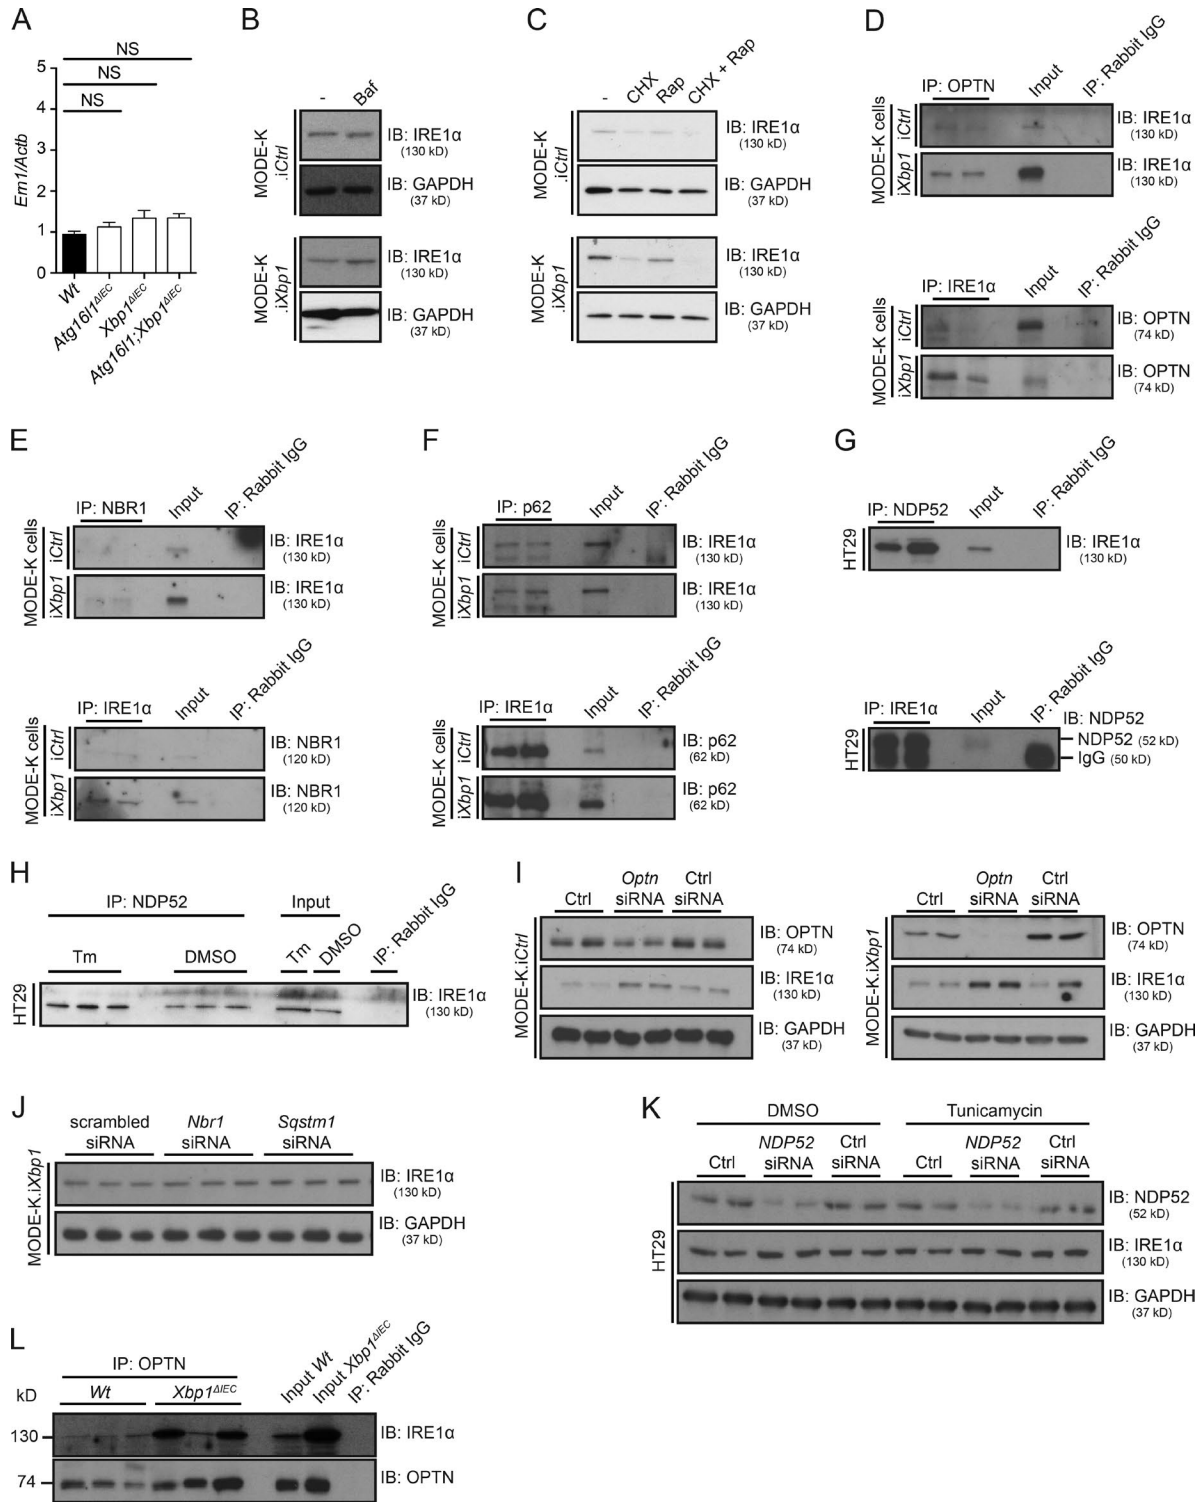 A
NS
NS
NS
5
4
3
2
1
0
Ern1/Actb
Wt
Atg16l1ΔIEC
Xbp1ΔIEC
Atg16l1;Xbp1ΔIEC
B
- Baf
MODE-K .iCtrl
IB: IRE1α
(130 kD)
IB: GAPDH
(37 kD)
MODE-K .iXbp1
IB: IRE1α
(130 kD)
IB: GAPDH
(37 kD)
C
- CHX Rap CHX + Rap
MODE-K .iCtrl
IB: IRE1α
(130 kD)
IB: GAPDH
(37 kD)
MODE-K .iXbp1
IB: IRE1α
(130 kD)
IB: GAPDH
(37 kD)
D
IP: OPTN Input IP: Rabbit IgG
MODE-K cells
iCtrl
IB: IRE1α
(130 kD)
iXbp1
IB: IRE1α
(130 kD)
IP: IRE1α Input IP: Rabbit IgG
MODE-K cells
iCtrl
IB: OPTN
(74 kD)
iXbp1
IB: OPTN
(74 kD)
E
IP: NBR1 Input IP: Rabbit IgG
MODE-K cells
iCtrl
IB: IRE1α
(130 kD)
iXbp1
IB: IRE1α
(130 kD)
IP: IRE1α Input IP: Rabbit IgG
MODE-K cells
iCtrl
IB: NBR1
(120 kD)
iXbp1
IB: NBR1
(120 kD)
F
IP: p62 Input IP: Rabbit IgG
MODE-K cells
iCtrl
IB: IRE1α
(130 kD)
iXbp1
IB: IRE1α
(130 kD)
IP: IRE1α Input IP: Rabbit IgG
MODE-K cells
iCtrl
IB: p62
(62 kD)
iXbp1
IB: p62
(62 kD)
G
IP: NDP52 Input IP: Rabbit IgG
HT29
IB: IRE1α
(130 kD)
IP: IRE1α Input IP: Rabbit IgG
HT29
IB: NDP52
NDP52 (52 kD)
IgG (50 kD)
H
IP: NDP52 Input IP: Rabbit IgG
Tm DMSO Tm DMSO
HT29
IB: IRE1α
(130 kD)
I
Ctrl Optn siRNA Ctrl siRNA
MODE-K.iCtrl
IB: OPTN
(74 kD)
IB: IRE1α
(130 kD)
IB: GAPDH
(37 kD)
Ctrl Optn siRNA Ctrl siRNA
MODE-K.iXbp1
IB: OPTN
(74 kD)
IB: IRE1α
(130 kD)
IB: GAPDH
(37 kD)
J
scrambled siRNA Nbr1 siRNA Sqstm1 siRNA
MODE-K.iXbp1
IB: IRE1α
(130 kD)
IB: GAPDH
(37 kD)
K
DMSO Tunicamycin
Ctrl NDP52 siRNA Ctrl siRNA Ctrl NDP52 siRNA Ctrl siRNA
HT29
IB: NDP52
(52 kD)
IB: IRE1α
(130 kD)
IB: GAPDH
(37 kD)
L
IP: OPTN
kD Wt Xbp1ΔIEC Input Wt Input Xbp1ΔIEC IP: Rabbit IgG
130 IB: IRE1α
74 IB: OPTN